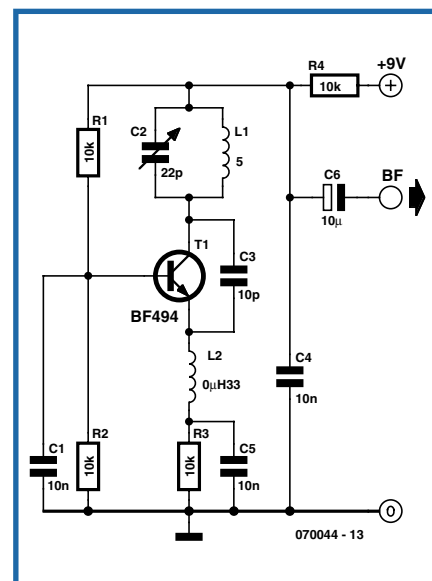 R4
+9V
10k
R1
10k
C2
22p
L1
5
C6
BF
10µ
T1
C3
10p
BF494
L2
0µH33
C4
10n
C1
10n
R2
10k
R3
10k
C5
10n
0
070044 - 13